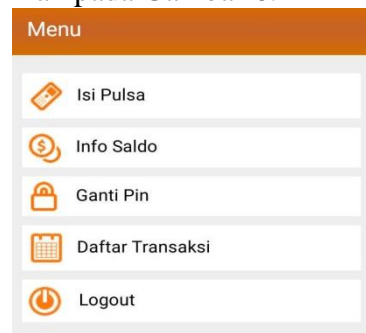 Menu
Isi Pulsa
Info Saldo
Ganti Pin
Daftar Transaksi
Logout